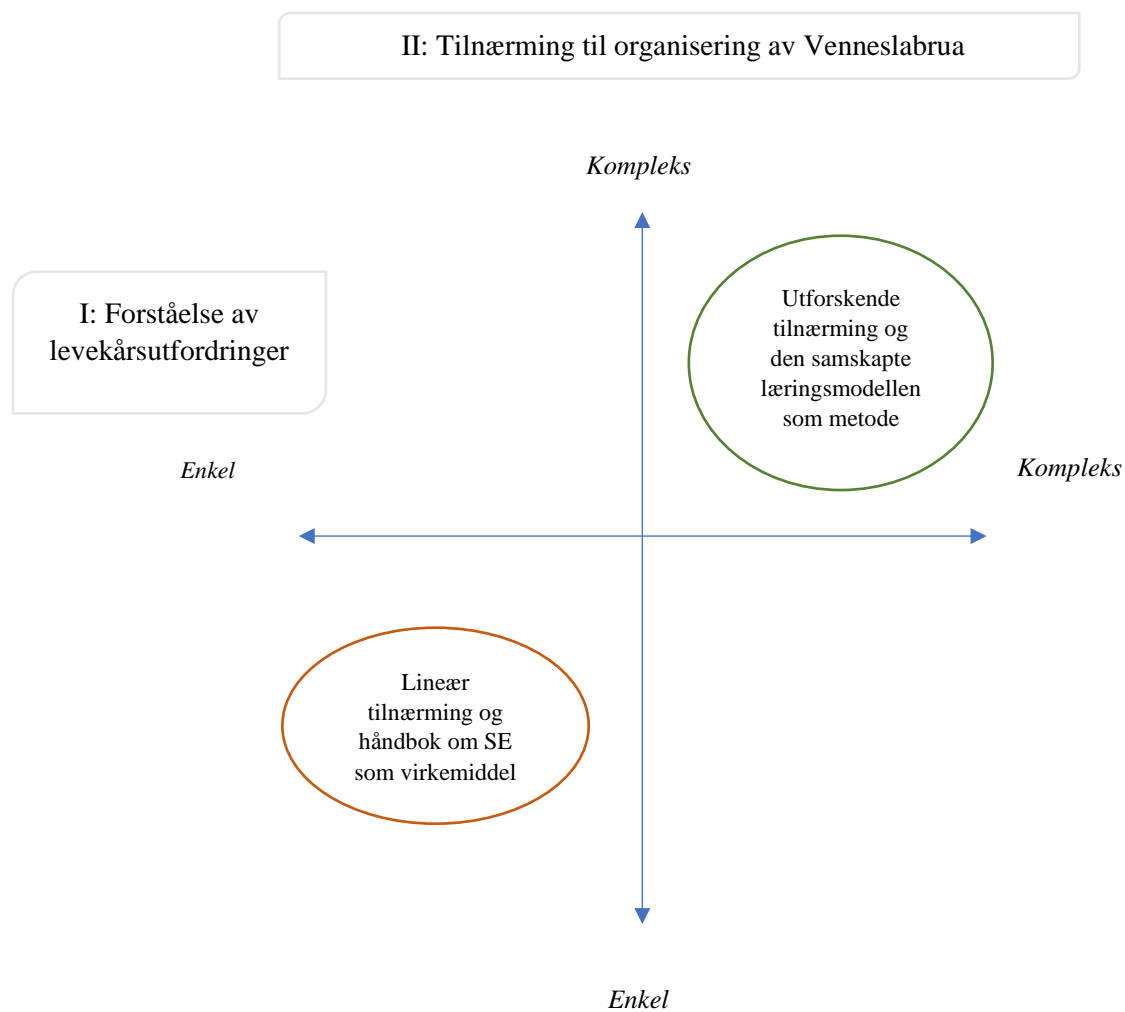 II: Tilnærming til organisering av Venneslabrua
Kompleks
I: Forståelse av
levekårsutfordringer
Utforskende
tilnærming og
den samskapte
læringsmodellen
som metode
Enkel
Kompleks
Lineær
tilnærming og
håndbok om SE
som virkemiddel
Enkel